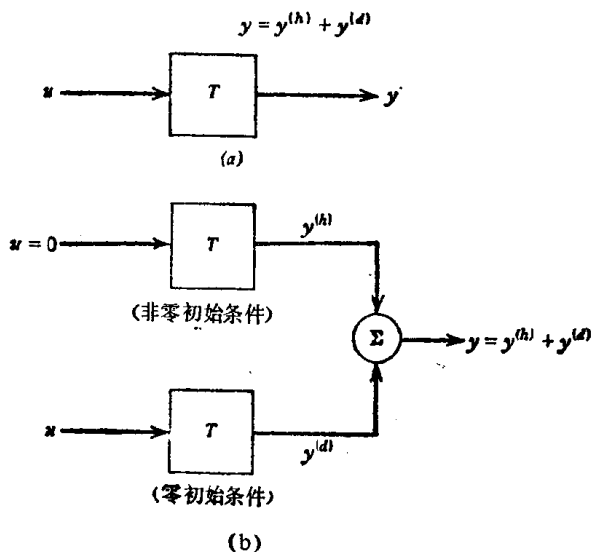 y = y^(h) + y^(d)
u T y
(a)
u = 0 T y^(h)
(非零初始条件)
Σ y = y^(h) + y^(d)
u T y^(d)
(零初始条件)
(b)